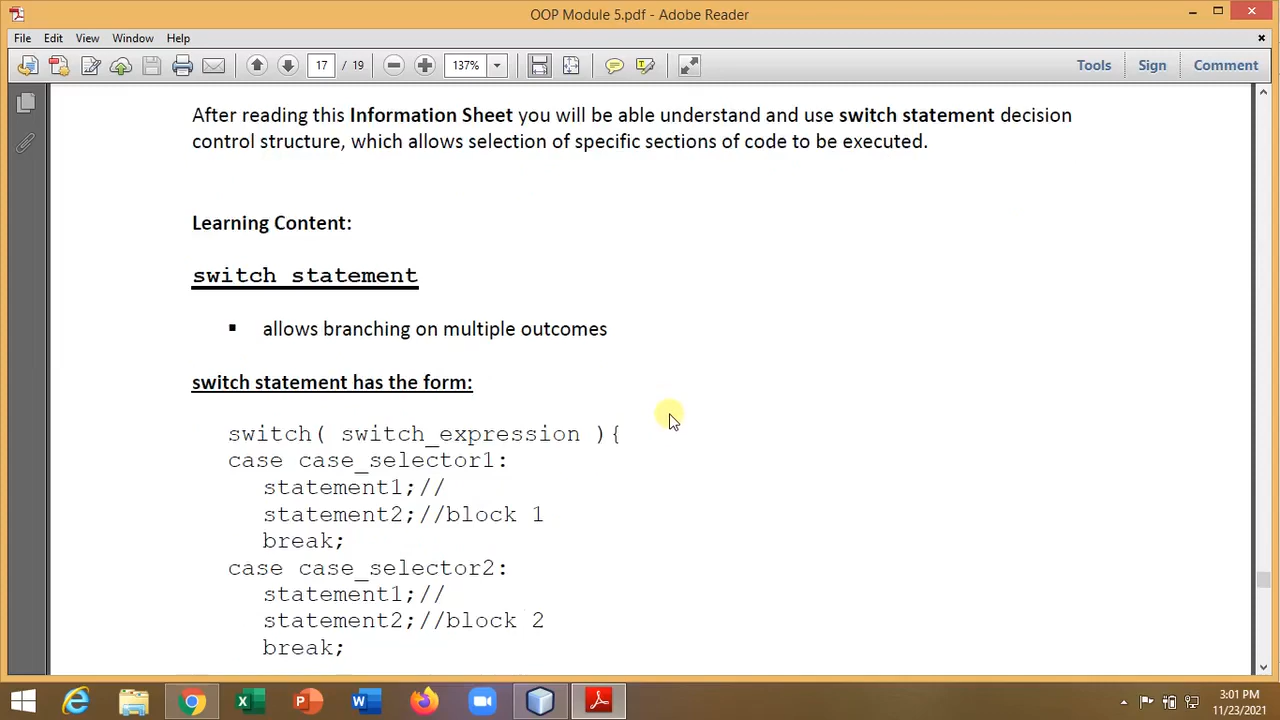 OOP Module 5.pdf - Adobe Reader
File Edit View Window Help
17 / 19 137% Tools Sign Comment
After reading this Information Sheet you will be able understand and use switch statement decision
control structure, which allows selection of specific sections of code to be executed.
Learning Content:
switch statement
▪ allows branching on multiple outcomes
switch statement has the form:
switch( switch_expression ){
case case_selector1:
statement1;//
statement2;//block 1
break;
case case_selector2:
statement1;//
statement2;//block 2
break;
3:01 PM
11/23/2021